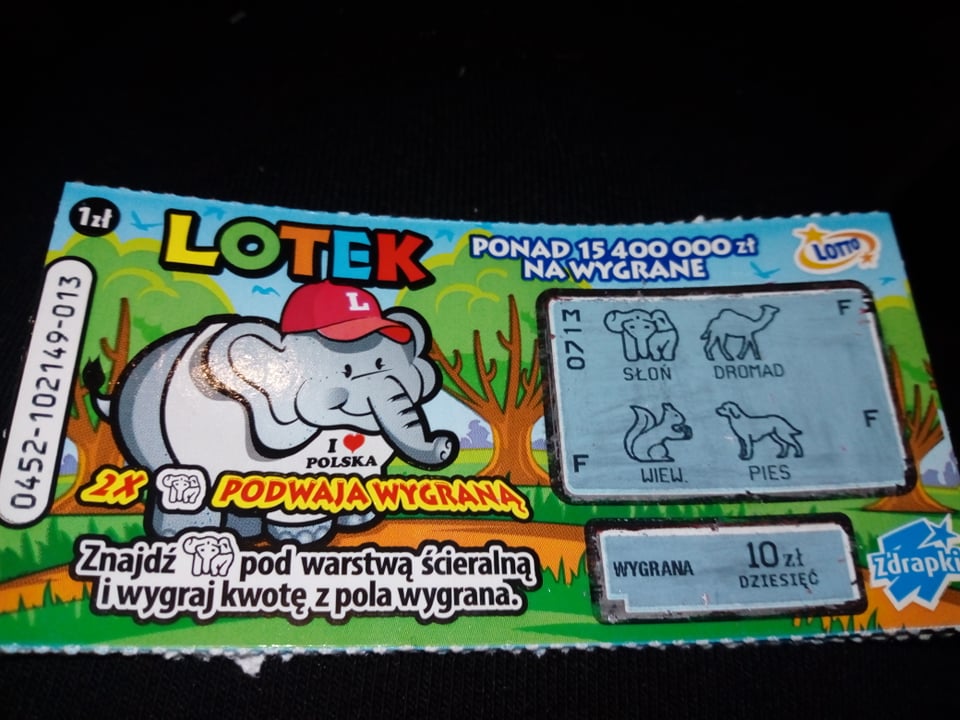 1zł
LOTEK
PONAD 15 400 000 zł
NA WYGRANE
LOTTO
0452-102149-013
L
I ❤
POLSKA
2X PODWAJA WYGRANĄ
Znajdź pod warstwą ścieralną
i wygraj kwotę z pola wygrana.
071M
F
SŁOŃ DROMAD
F
F
WIEW. PIES
WYGRANA 10 zł
DZIESIĘĆ
Zdrapki